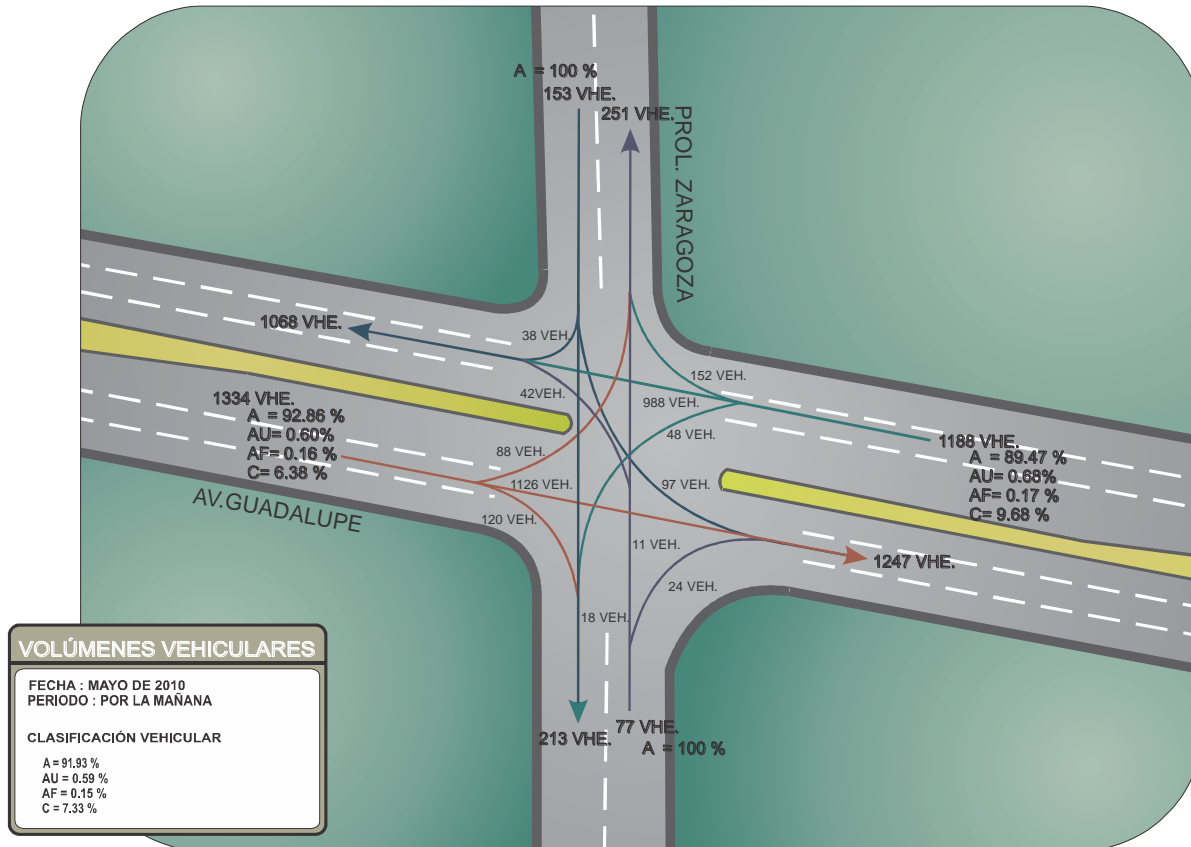 A = 100 %
153 VHE.
251 VHE.
PROL. ZARAGOZA
1068 VHE.
38 VEH.
152 VEH.
42VEH.
988 VEH.
1334 VHE.
A = 92.86 %
AU= 0.60%
AF= 0.16 %
C= 6.38 %
48 VEH.
88 VEH.
1188 VHE.
A = 89.47 %
AU= 0.68%
AF= 0.17 %
C= 9.68 %
1126 VEH.
97 VEH.
AV.GUADALUPE
120 VEH.
11 VEH.
1247 VHE.
24 VEH.
18 VEH.
77 VHE.
A = 100 %
213 VHE.
VOLÚMENES VEHICULARES
FECHA : MAYO DE 2010
PERIODO : POR LA MAÑANA
CLASIFICACIÓN VEHICULAR
A = 91.93 %
AU = 0.59 %
AF = 0.15 %
C = 7.33 %